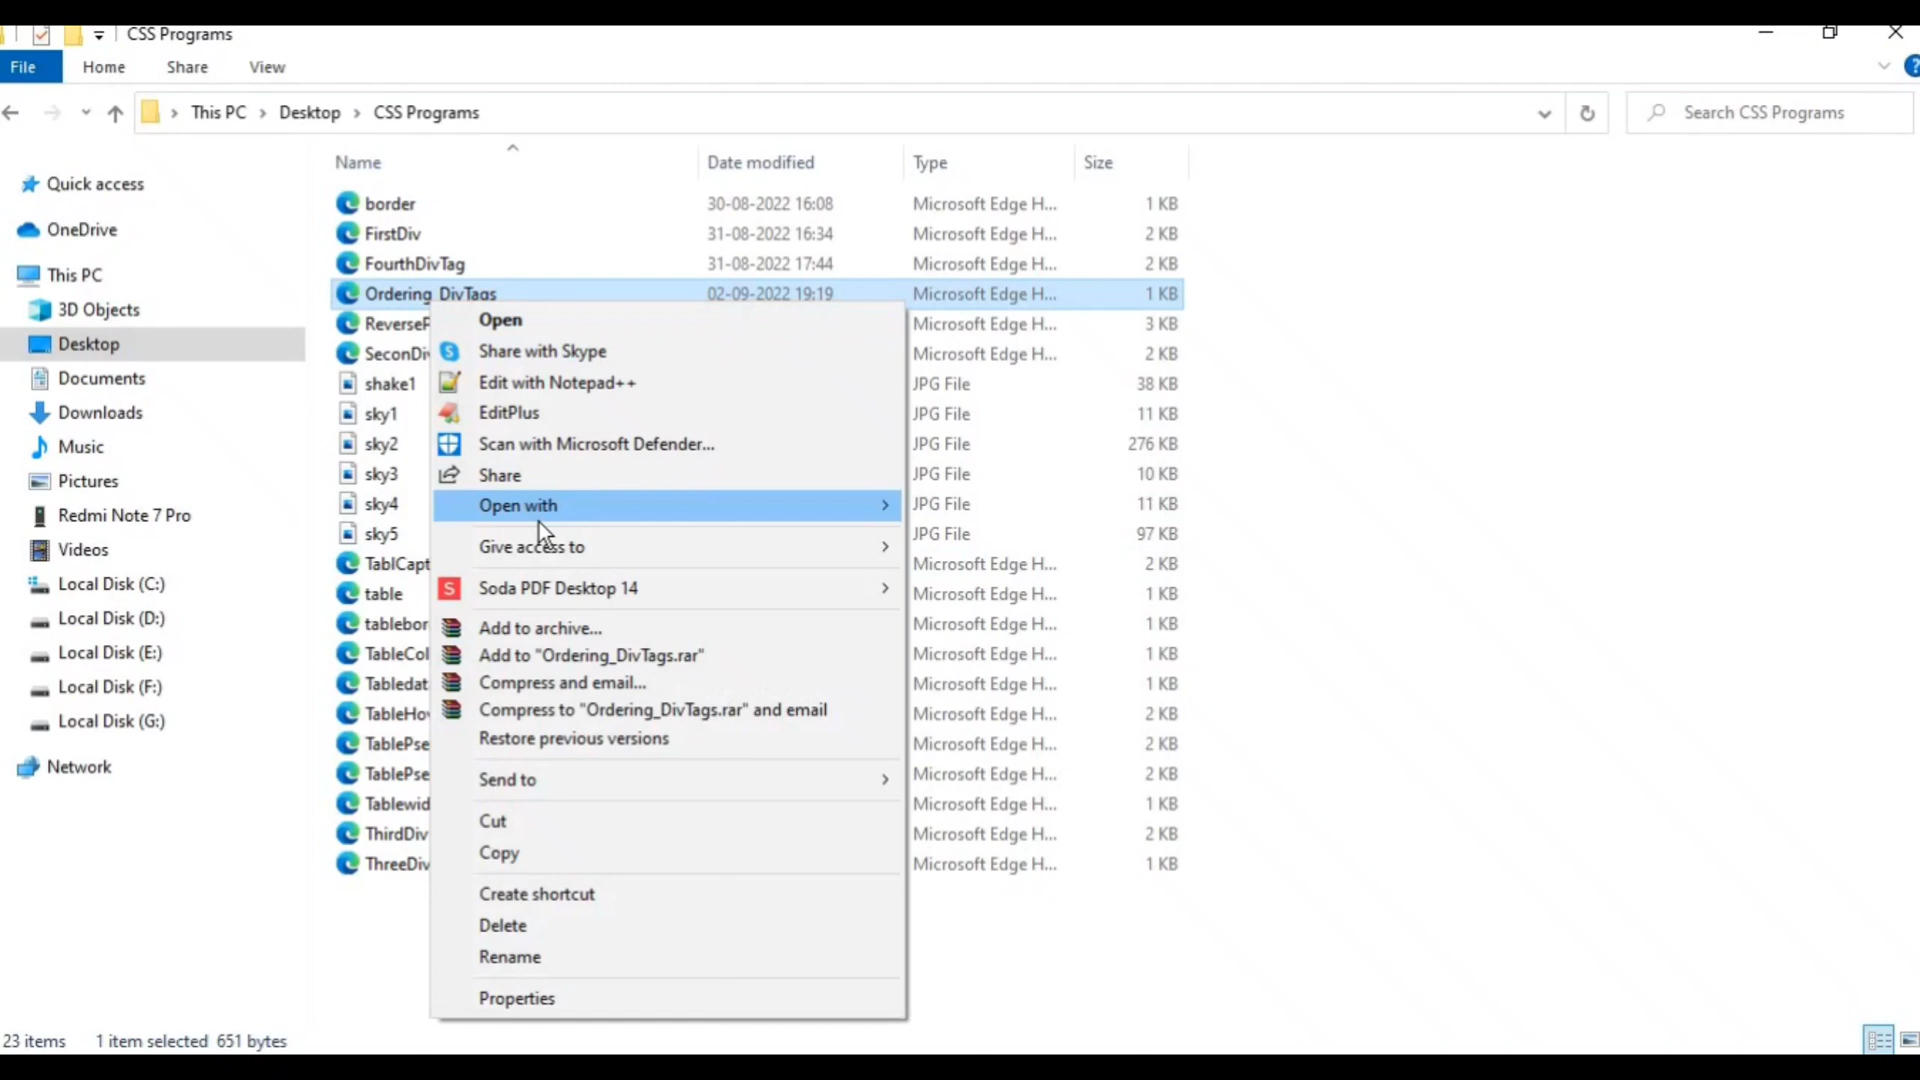 CSS Programs
File Home Share View
This PC Desktop CSS Programs Search CSS Programs
Name Date modified Type Size
Quick access
OneDrive
This PC
3D Objects
Desktop
Documents
Downloads
Music
Pictures
Redmi Note 7 Pro
Videos
Local Disk (C:)
Local Disk (D:)
Local Disk (E:)
Local Disk (F:)
Local Disk (G:)
Network
border 30-08-2022 16:08 Microsoft Edge H... 1 KB
FirstDiv 31-08-2022 16:34 Microsoft Edge H... 2 KB
FourthDivTag 31-08-2022 17:44 Microsoft Edge H... 2 KB
Ordering_DivTags 02-09-2022 19:19 Microsoft Edge H... 1 KB
ReverseP Microsoft Edge H... 3 KB
SeconDi Microsoft Edge H... 2 KB
shake1 JPG File 38 KB
sky1 JPG File 11 KB
sky2 JPG File 276 KB
sky3 JPG File 10 KB
sky4 JPG File 11 KB
sky5 JPG File 97 KB
TablCapt Microsoft Edge H... 2 KB
table Microsoft Edge H... 1 KB
tablebor Microsoft Edge H... 1 KB
TableCol Microsoft Edge H... 1 KB
Tabledat Microsoft Edge H... 1 KB
TableHov Microsoft Edge H... 2 KB
TablePse Microsoft Edge H... 2 KB
TablePse Microsoft Edge H... 2 KB
Tablewid Microsoft Edge H... 1 KB
ThirdDiv Microsoft Edge H... 2 KB
ThreeDiv Microsoft Edge H... 1 KB
Open
Share with Skype
Edit with Notepad++
EditPlus
Scan with Microsoft Defender...
Share
Open with
Give access to
S Soda PDF Desktop 14
Add to archive...
Add to "Ordering_DivTags.rar"
Compress and email...
Compress to "Ordering_DivTags.rar" and email
Restore previous versions
Send to
Cut
Copy
Create shortcut
Delete
Rename
Properties
23 items 1 item selected 651 bytes